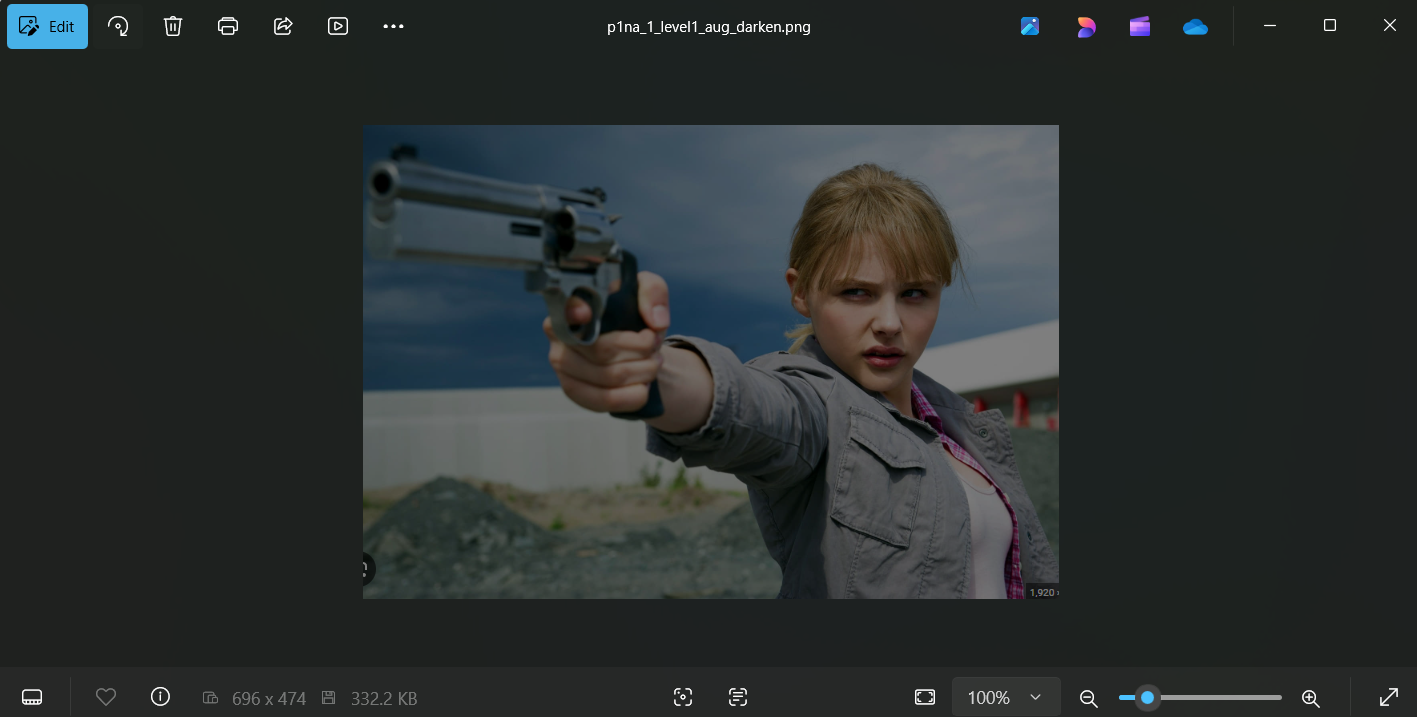 Edit
p1na_1_level1_aug_darken.png
1,920
696 x 474
332.2 KB
100%